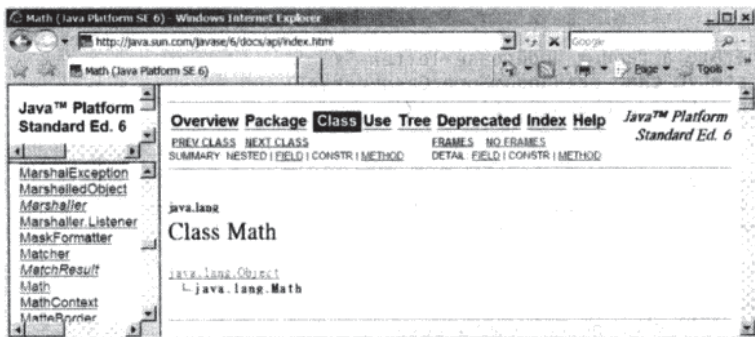 Math (Java Platform SE 6) - Windows Internet Explorer
http://java.sun.com/javase/6/docs/api/index.html
Google
Math (Java Platform SE 6)
Page
Tools
Java™ Platform
Standard Ed. 6
MarshalException
MarshalledObject
Marshaller
Marshaller.Listener
MaskFormatter
Matcher
MatchResult
Math
MathContext
MatteBorder
Overview Package Class Use Tree Deprecated Index Help
Java™ Platform
Standard Ed. 6
PREV CLASS NEXT CLASS
FRAMES NO FRAMES
SUMMARY: NESTED | FIELD | CONSTR | METHOD
DETAIL: FIELD | CONSTR | METHOD
java.lang
Class Math
java.lang.Object
java.lang.Math